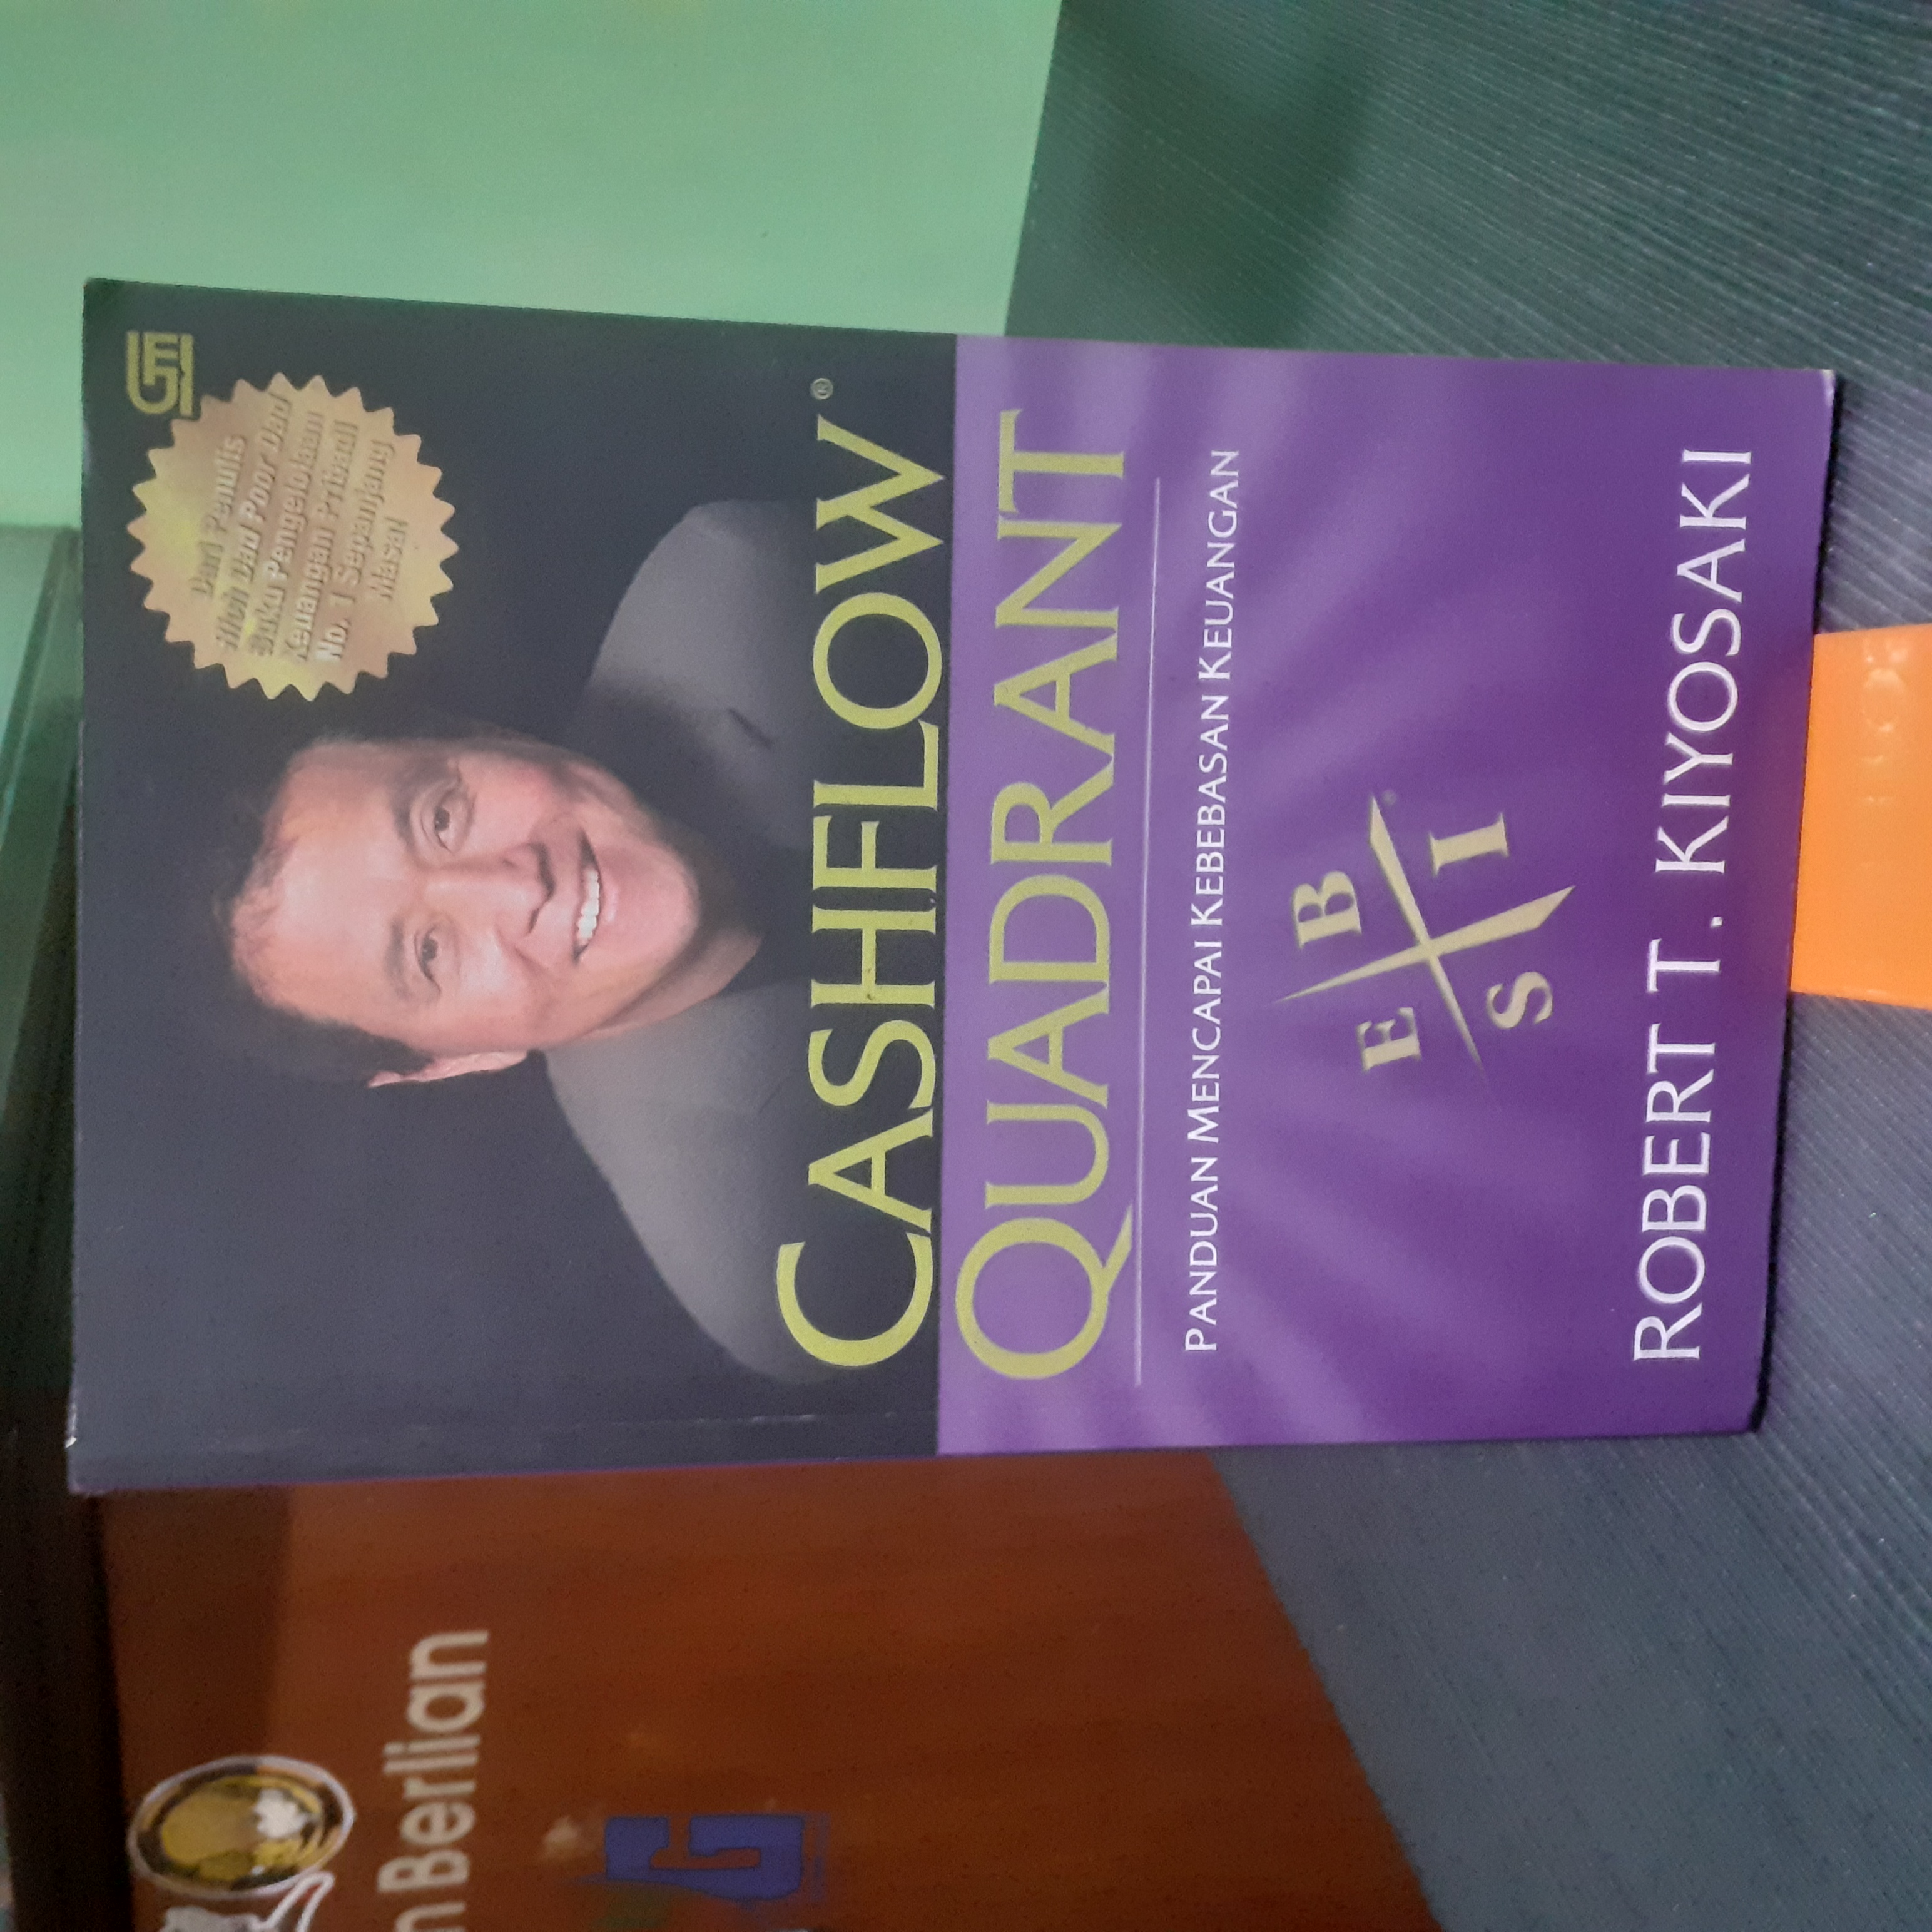 GM
Dari Penulis
Rich Dad Poor Dad
Buku Pengelolaan
Keuangan Pribadi
No. 1 Sepanjang
Masa!
n Berlian
G
CASHFLOW®
QUADRANT
PANDUAN MENCAPAI KEBEBASAN KEUANGAN
E B
S I
ROBERT T. KIYOSAKI